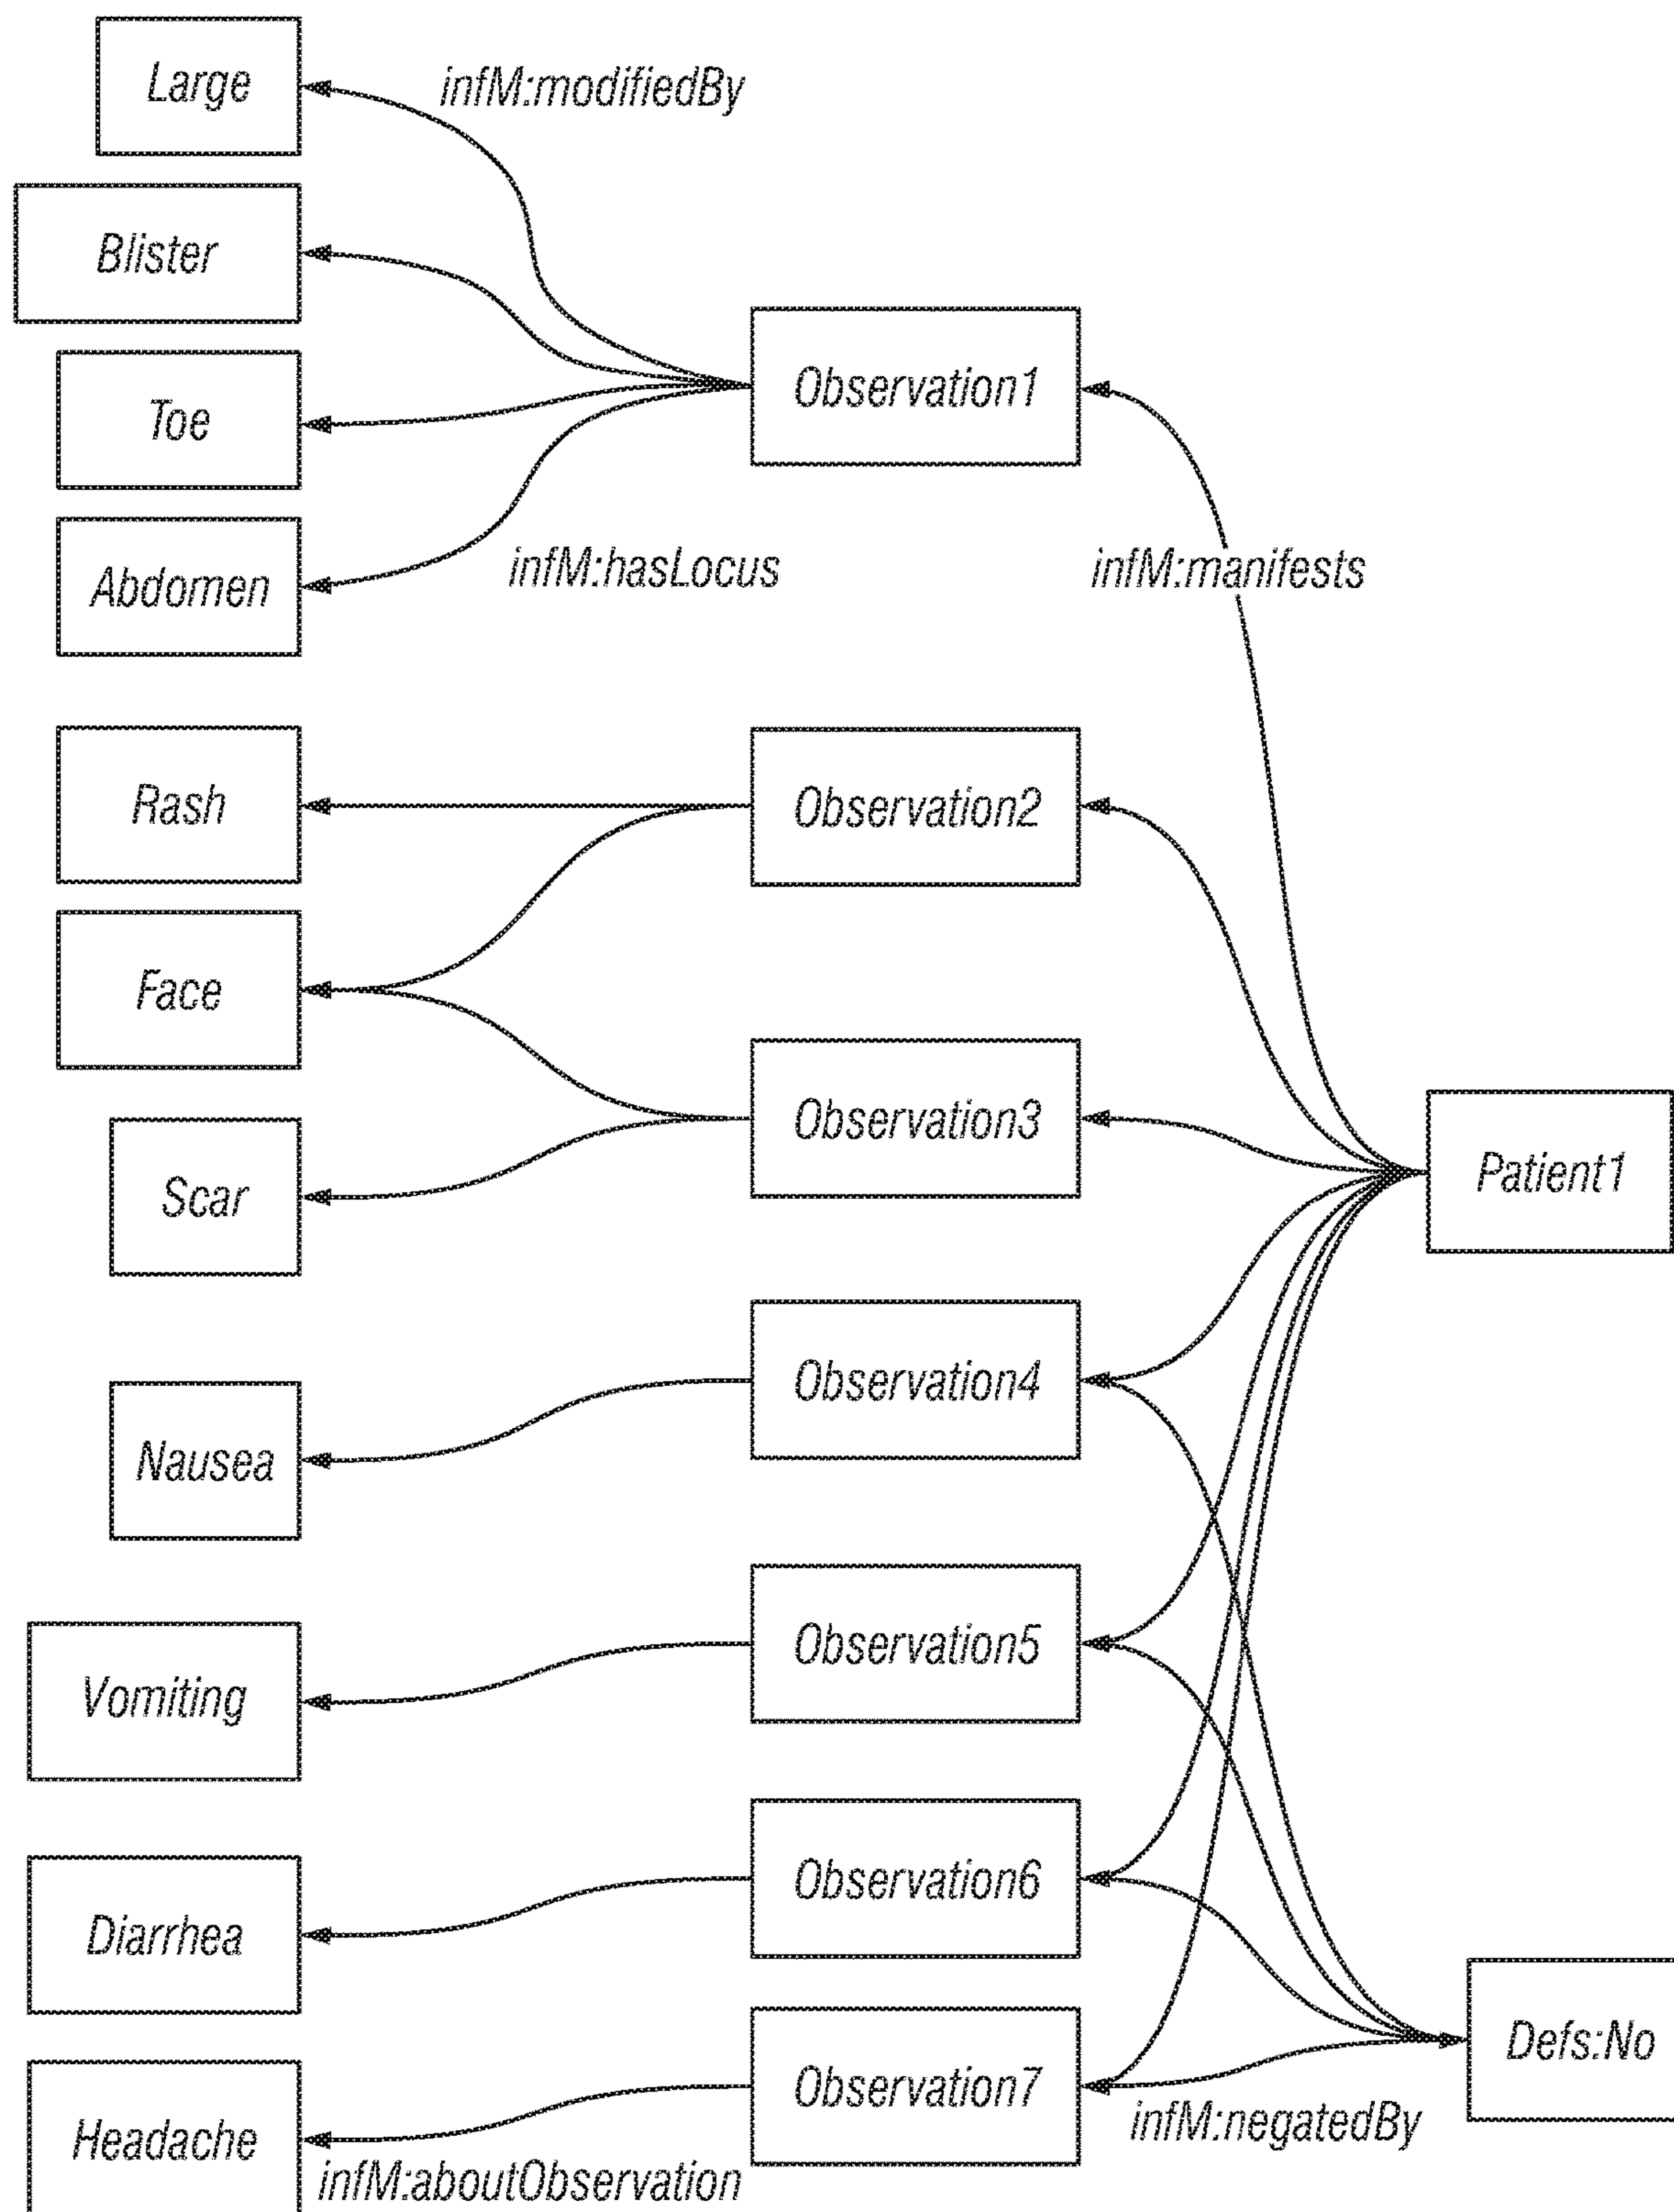 Large
infM:modifiedBy
Blister
Observation1
Toe
Abdomen
infM:hasLocus
infM:manifests
Rash
Observation2
Face
Observation3
Scar
Patient1
Observation4
Nausea
Observation5
Vomiting
Observation6
Diarrhea
Defs:No
Observation7
infM:negatedBy
Headache
infM:aboutObservation